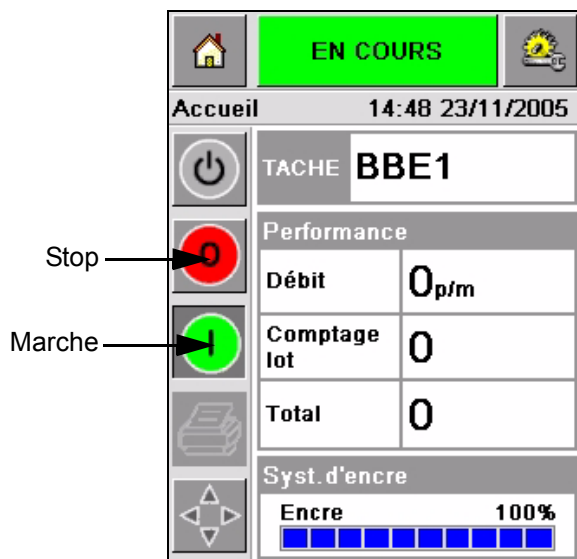 EN COURS
Accueil 14:48 23/11/2005
TACHE BBE1
Stop
Performance
Débit 0p/m
Marche
Comptage lot 0
Total 0
Syst.d'encre
Encre 100%